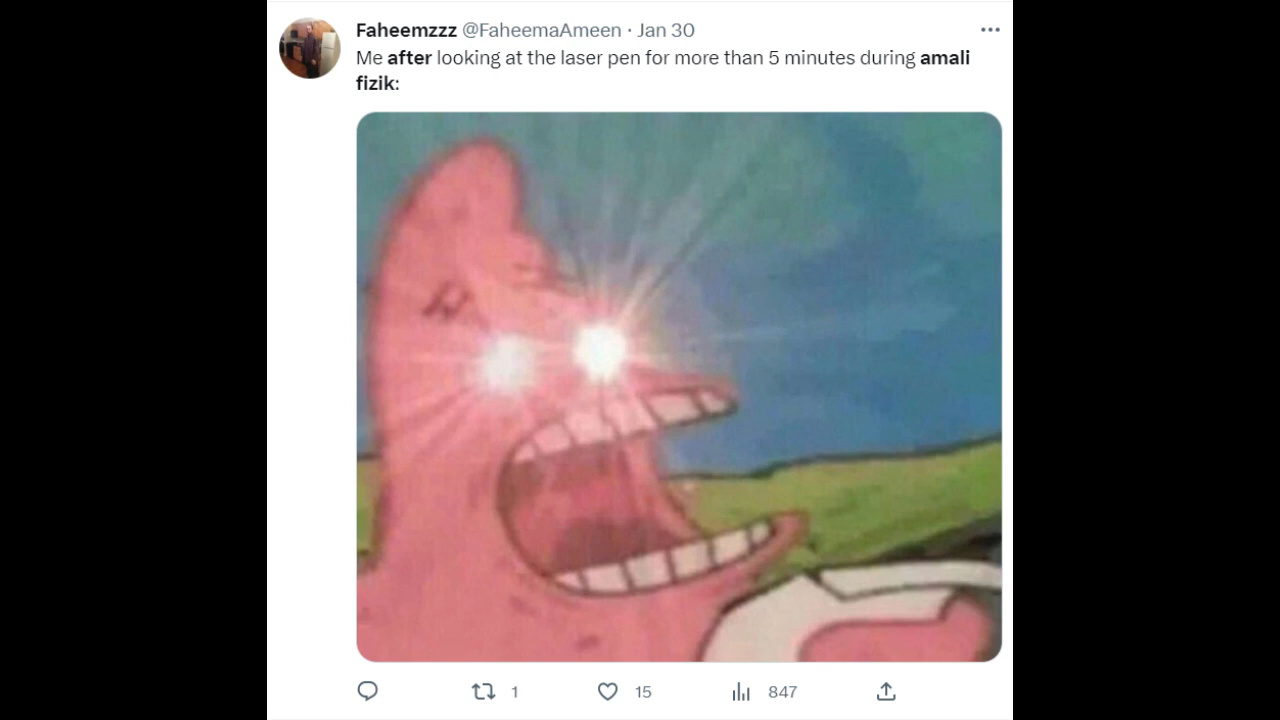 Faheemzzz @FaheemaAmeen · Jan 30
Me after looking at the laser pen for more than 5 minutes during amali
fizik:
1 15 847